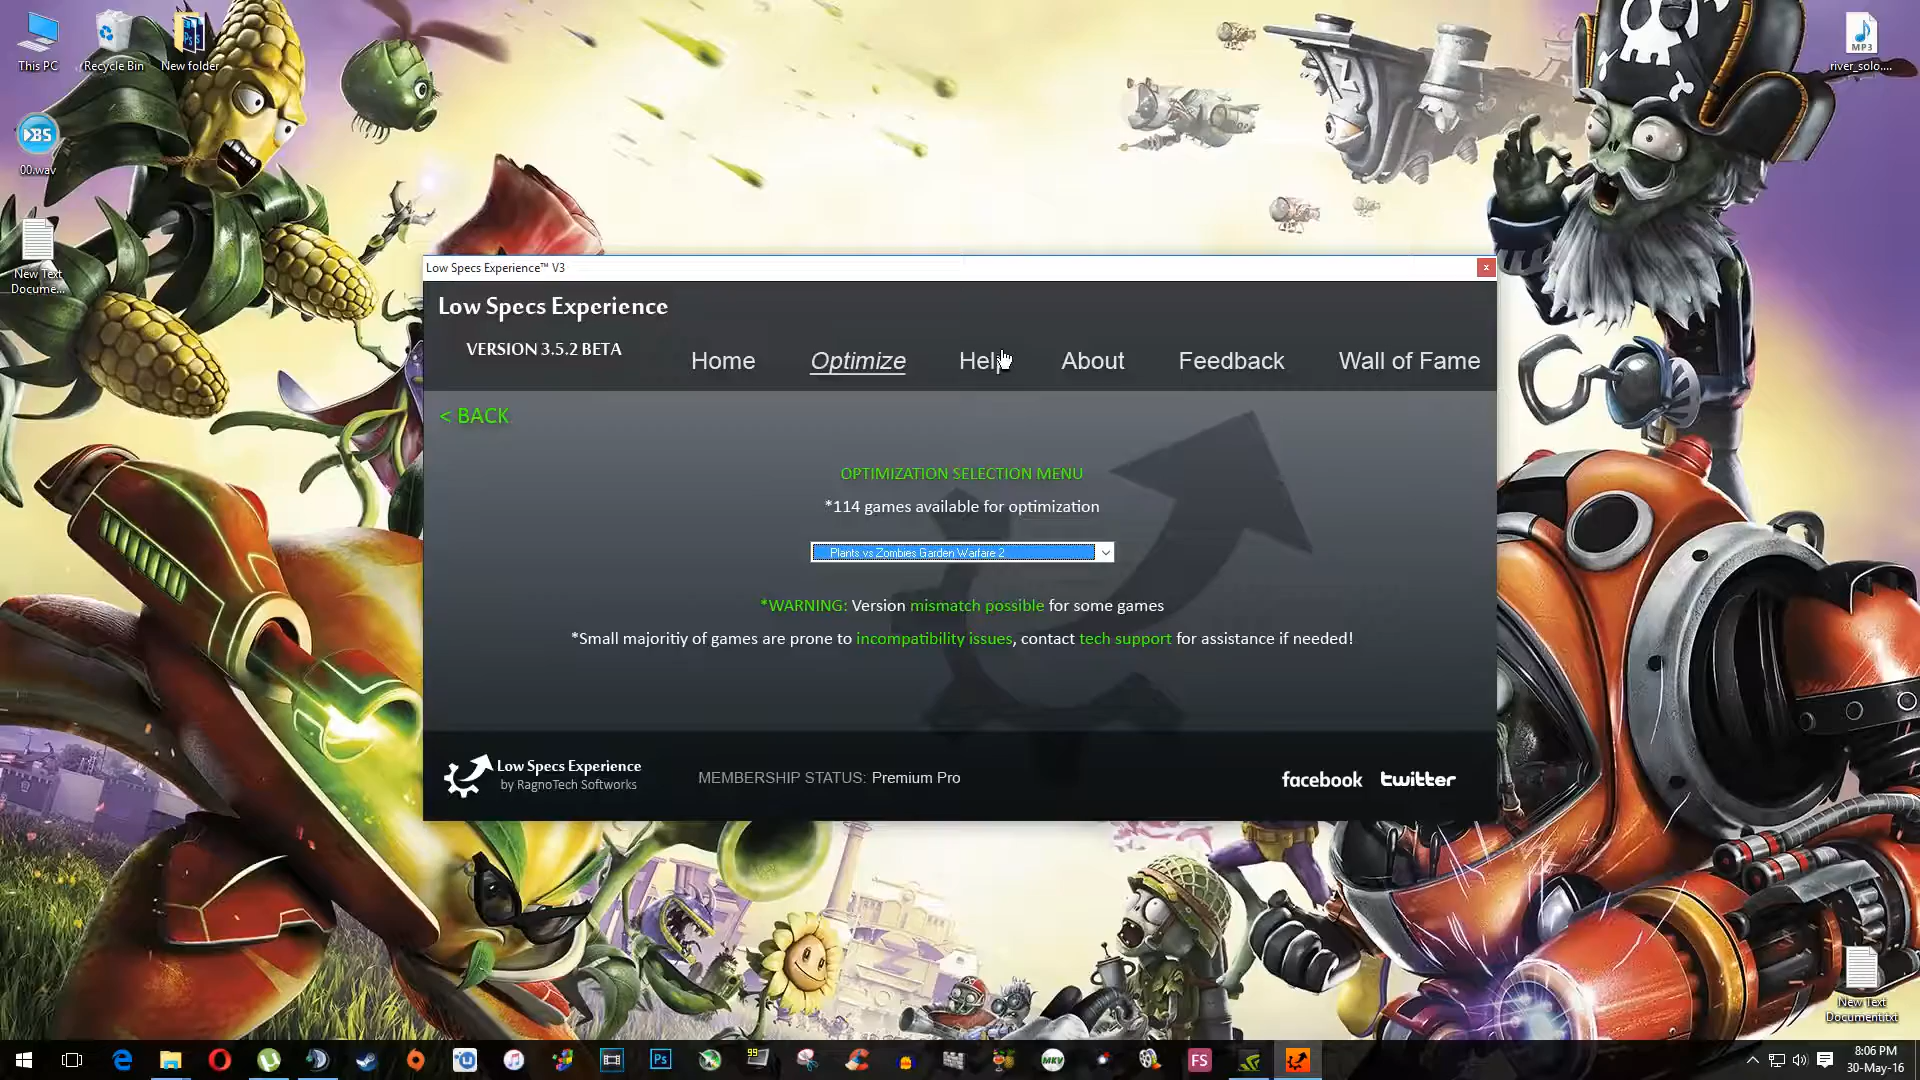 This PC
Recycle Bin
New folder
river_solo....
MP3
00.wav
New Text
Docume...
Low Specs Experience™ V3
Low Specs Experience
VERSION 3.5.2 BETA
Home
Optimize
Help
About
Feedback
Wall of Fame
< BACK
OPTIMIZATION SELECTION MENU
*114 games available for optimization
Plants vs Zombies Garden Warfare 2
*WARNING: Version mismatch possible for some games
*Small majoritiy of games are prone to incompatibility issues, contact tech support for assistance if needed!
Low Specs Experience
by RagnoTech Softworks
MEMBERSHIP STATUS: Premium Pro
facebook
twitter
New Text
Document.txt
Ps
99
MKV
FS
8:06 PM
30-May-16